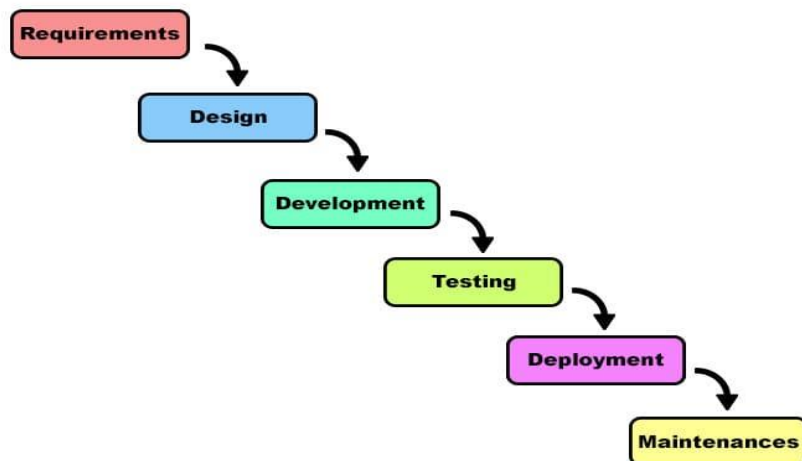 Requirements
Design
Development
Testing
Deployment
Maintenances